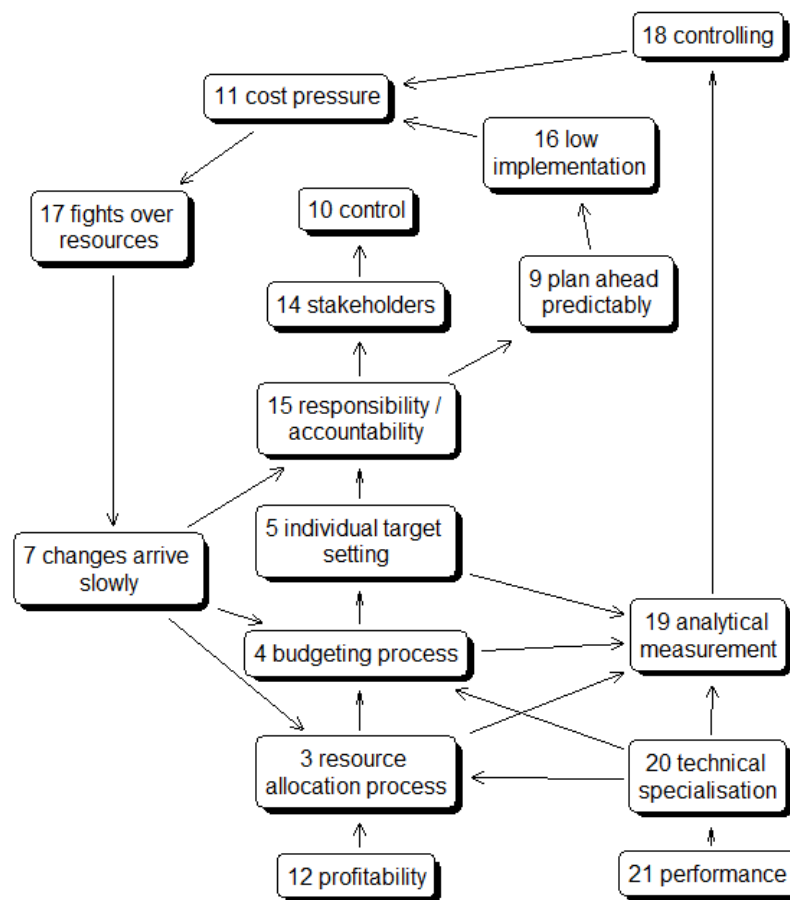 18 controlling
11 cost pressure
16 low
implementation
17 fights over
resources
10 control
9 plan ahead
predictably
14 stakeholders
15 responsibility /
accountability
5 individual target
setting
7 changes arrive
slowly
19 analytical
measurement
4 budgeting process
3 resource
allocation process
20 technical
specialisation
12 profitability
21 performance